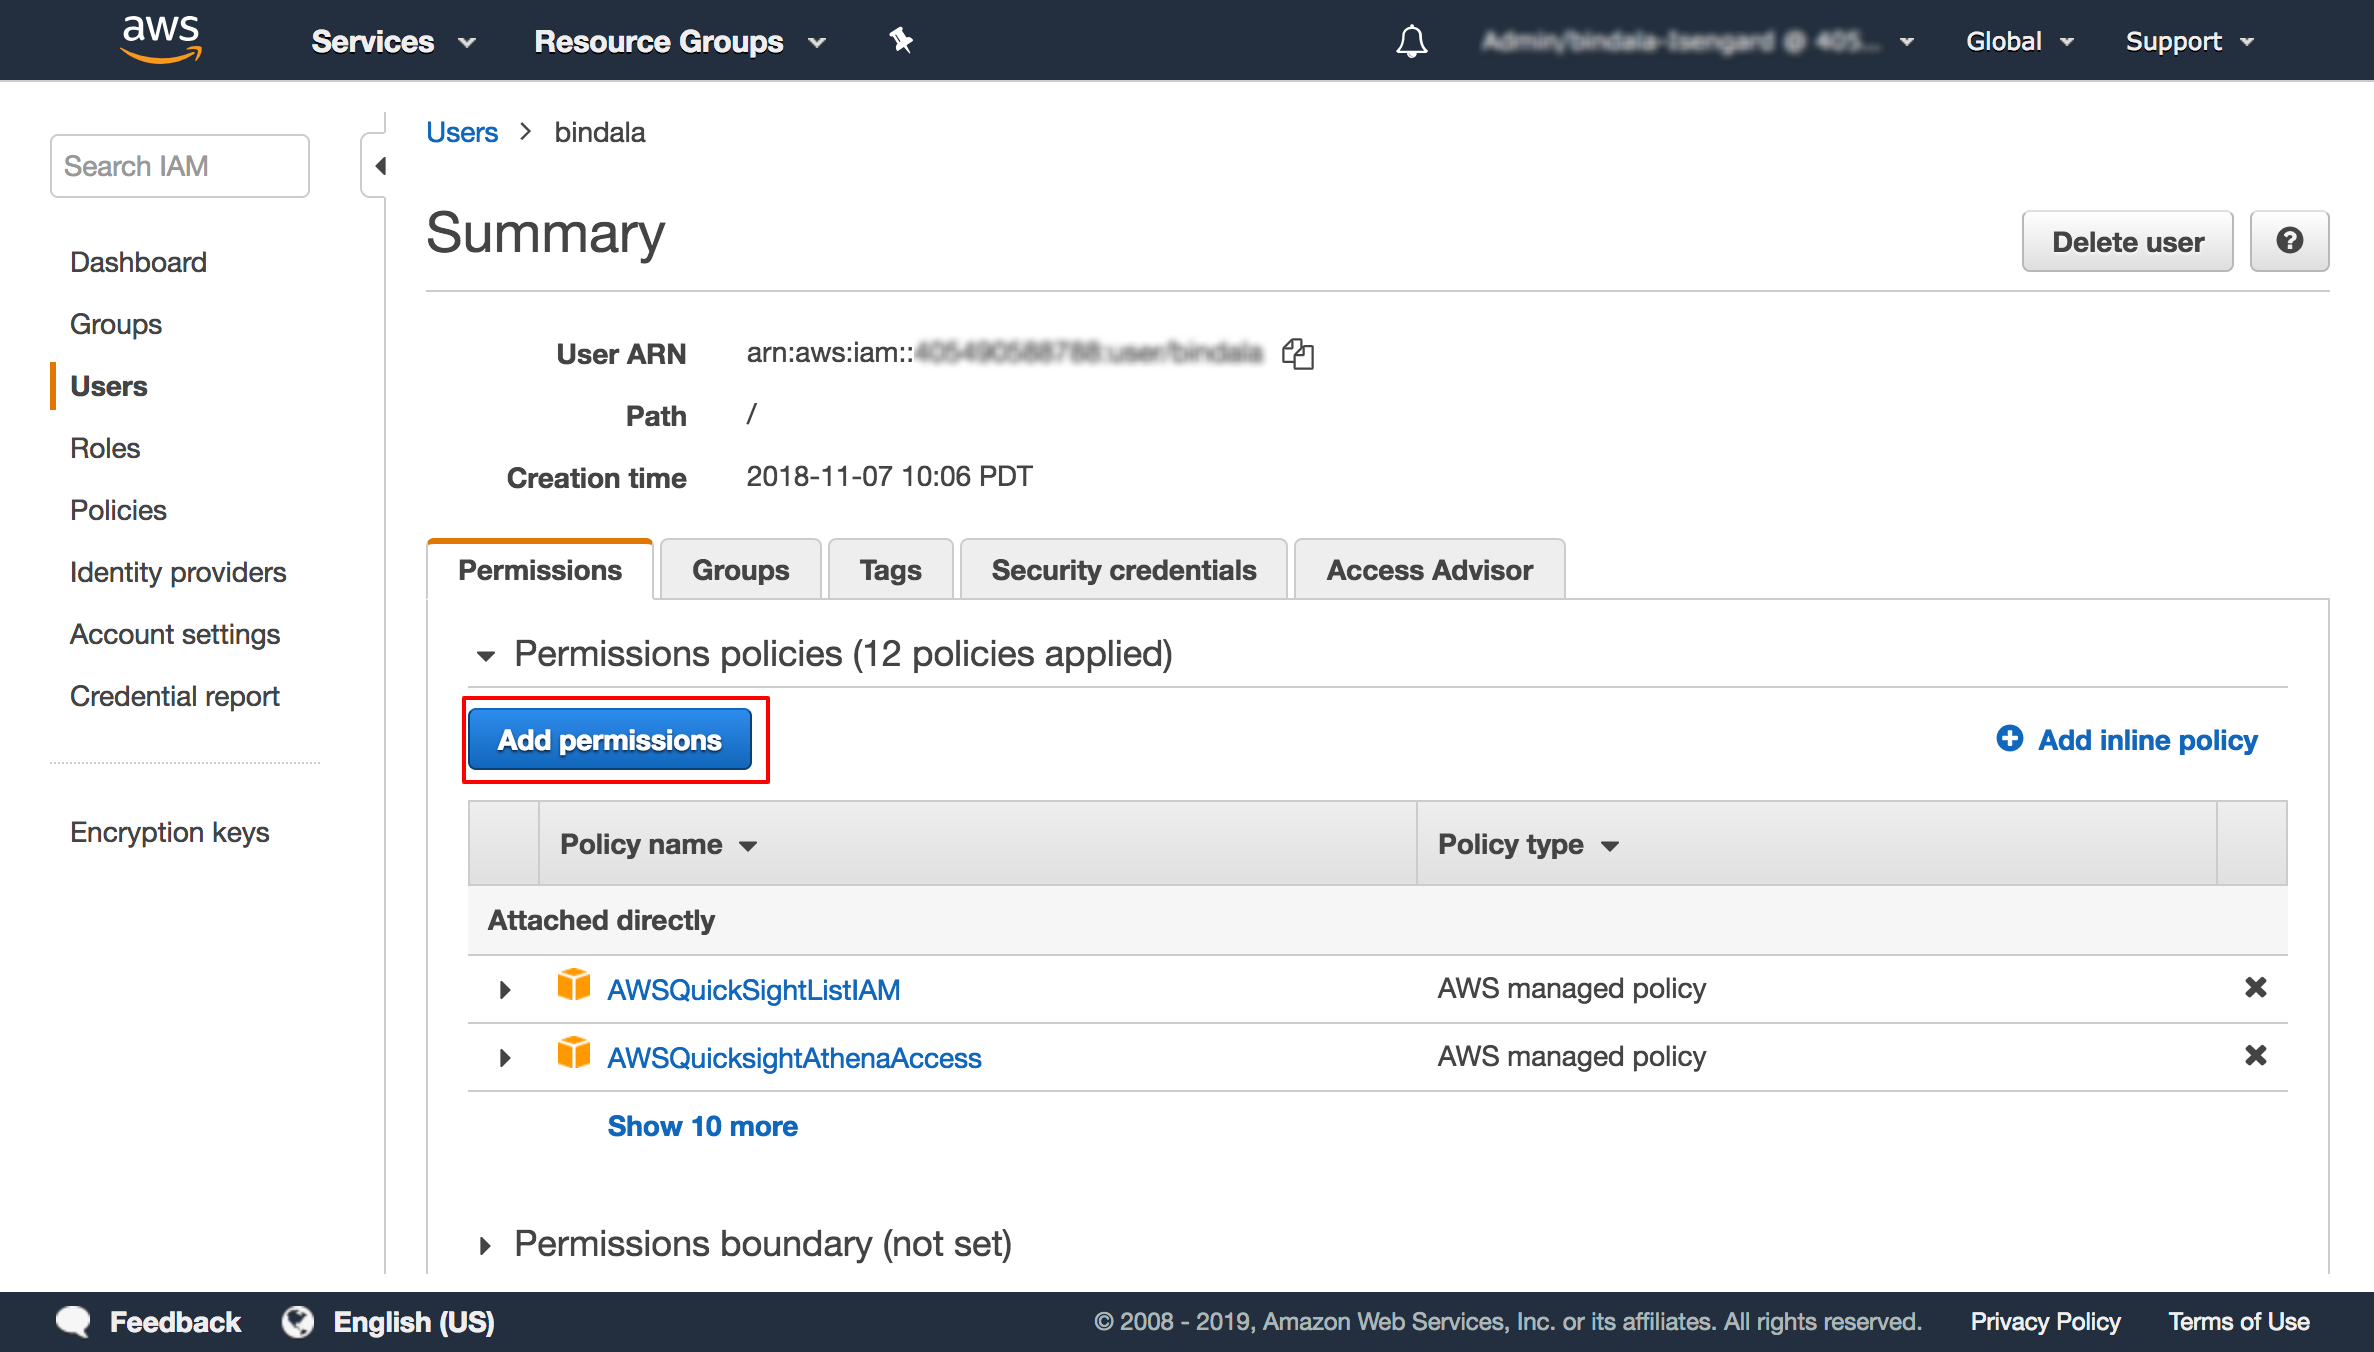 aws Services Resource Groups Global Support
Users > bindala
Search IAM
Summary
Delete user
Dashboard
Groups
Users
Roles
Policies
Identity providers
Account settings
Credential report
Encryption keys
User ARN arn:aws:iam::
Path /
Creation time 2018-11-07 10:06 PDT
Permissions Groups Tags Security credentials Access Advisor
Permissions policies (12 policies applied)
Add permissions
Add inline policy
Policy name Policy type
Attached directly
AWSQuickSightListIAM AWS managed policy
AWSQuicksightAthenaAccess AWS managed policy
Show 10 more
Permissions boundary (not set)
Feedback English (US) © 2008 - 2019, Amazon Web Services, Inc. or its affiliates. All rights reserved. Privacy Policy Terms of Use